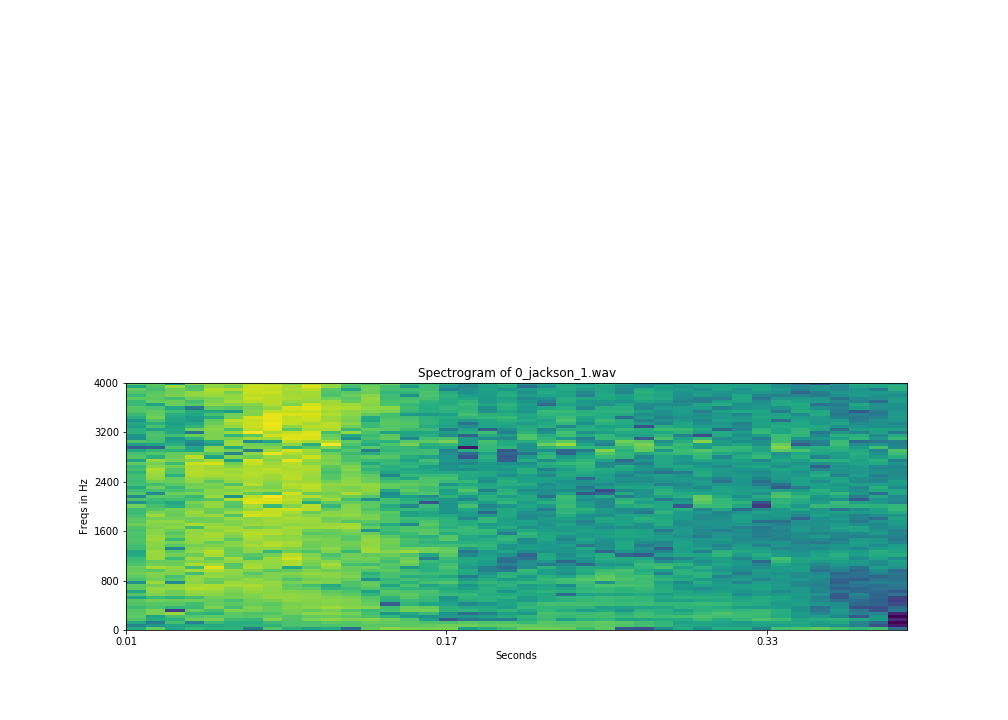 Spectrogram of 0_jackson_1.wav
4000
3200
2400
1600
800
0
Freqs in Hz
0.01 0.17 0.33
Seconds